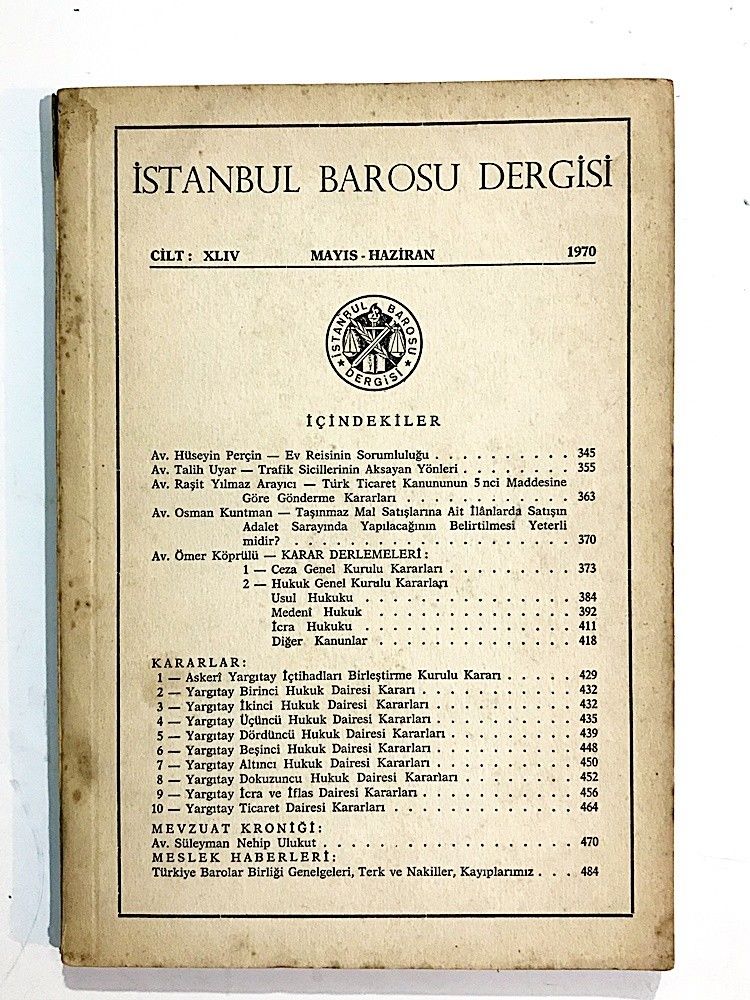 İSTANBUL BAROSU DERGİSİ
CİLT: XLIV MAYIS - HAZİRAN 1970
İSTANBUL BAROSU
DERGİSİ
İÇİNDEKİLER
Av. Hüseyin Perçin — Ev Reisinin Sorumluluğu . . . . . . . . . . 345
Av. Talih Uyar — Trafik Sicillerinin Aksayan Yönleri . . . . . . . . 355
Av. Raşit Yılmaz Arayıcı — Türk Ticaret Kanununun 5 nci Maddesine
Göre Gönderme Kararları . . . . . . . . . . . . 363
Av. Osman Kuntman — Taşınmaz Mal Satışlarına Ait İlânlarda Satışın
Adalet Sarayında Yapılacağının Belirtilmesi Yeterli
midir? . . . . . . . . . . . . . . . . . . . . 370
Av. Ömer Köprülü — KARAR DERLEMELERİ :
1 — Ceza Genel Kurulu Kararları . . . . . . . . . 373
2 — Hukuk Genel Kurulu Kararları
Usul Hukuku . . . . . . . . . . . . . . . 384
Medenî Hukuk . . . . . . . . . . . . . . 392
İcra Hukuku . . . . . . . . . . . . . . . 411
Diğer Kanunlar . . . . . . . . . . . . . . 418
KARARLAR:
1 — Askerî Yargıtay İçtihadları Birleştirme Kurulu Kararı . . . . . 429
2 — Yargıtay Birinci Hukuk Dairesi Kararı . . . . . . . . . . . 432
3 — Yargıtay İkinci Hukuk Dairesi Kararları . . . . . . . . . . 432
4 — Yargıtay Üçüncü Hukuk Dairesi Kararları . . . . . . . . . . 435
5 — Yargıtay Dördüncü Hukuk Dairesi Kararları . . . . . . . . . 439
6 — Yargıtay Beşinci Hukuk Dairesi Kararları . . . . . . . . . . 448
7 — Yargıtay Altıncı Hukuk Dairesi Kararları . . . . . . . . . . 450
8 — Yargıtay Dokuzuncu Hukuk Dairesi Kararları . . . . . . . . 452
9 — Yargıtay İcra ve İflas Dairesi Kararları . . . . . . . . . . . 456
10 — Yargıtay Ticaret Dairesi Kararları . . . . . . . . . . . . . 464
MEVZUAT KRONİĞİ:
Av. Süleyman Nehip Ulukut . . . . . . . . . . . . . . . . . . 470
MESLEK HABERLERİ:
Türkiye Barolar Birliği Genelgeleri, Terk ve Nakiller, Kayıplarımız . . . 484